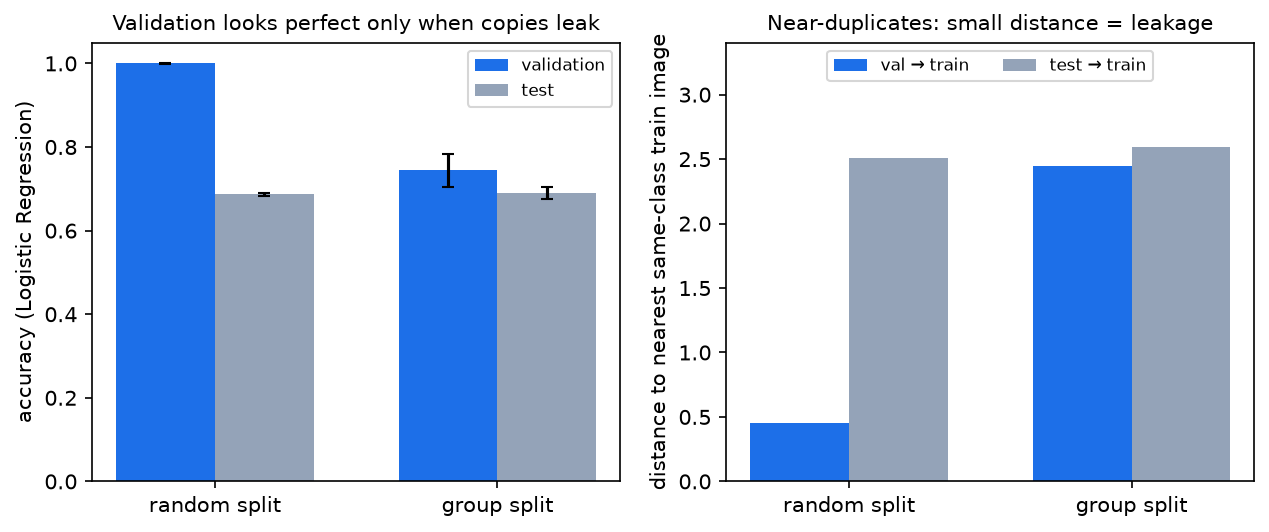 Validation looks perfect only when copies leak
accuracy (Logistic Regression)
1.0
0.8
0.6
0.4
0.2
0.0
validation
test
random split
group split
Near-duplicates: small distance = leakage
distance to nearest same-class train image
3.0
2.5
2.0
1.5
1.0
0.5
0.0
val → train
test → train
random split
group split